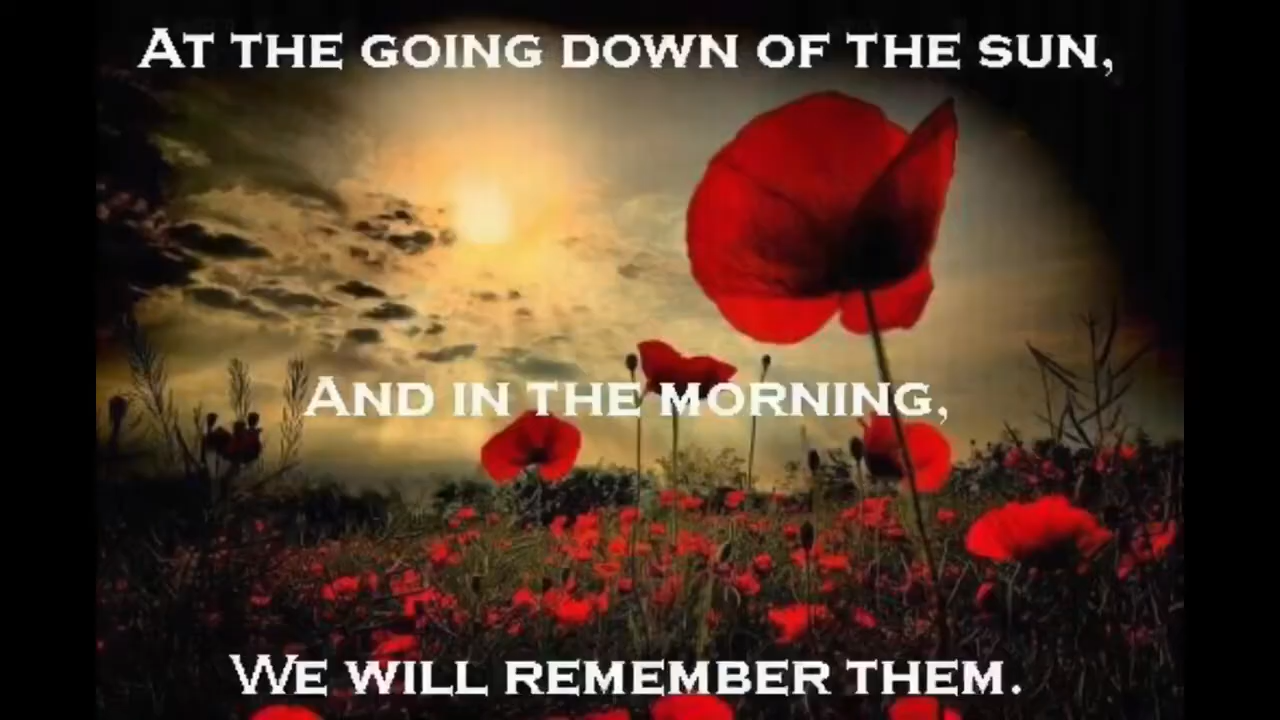 At the going down of the sun,
And in the morning,
We will remember them.